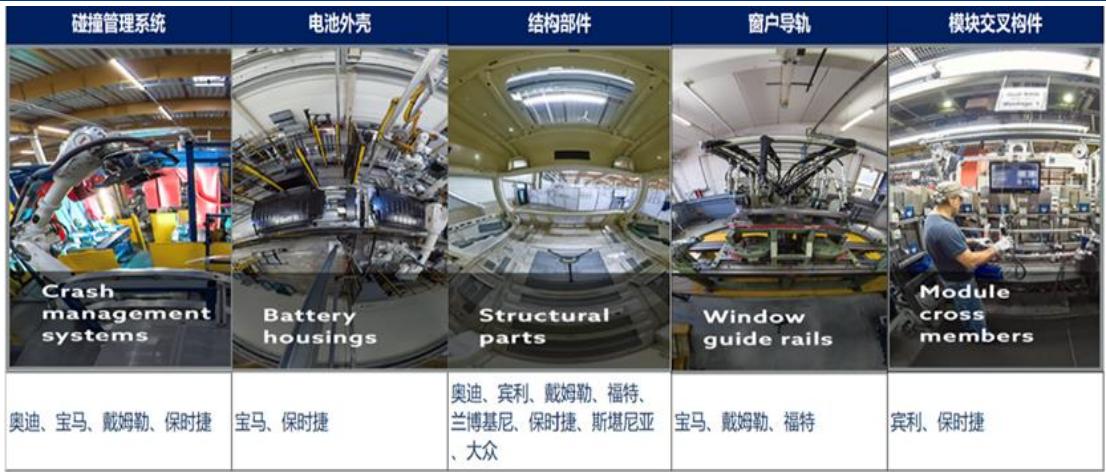 碰撞管理系统
电池外壳
结构部件
窗户导轨
模块交叉构件
Crash
management
systems
Battery
housings
Structural
parts
Window
guide rails
Module
cross
members
奥迪、宝马、戴姆勒、保时捷
宝马、保时捷
奥迪、宾利、戴姆勒、福特、
兰博基尼、保时捷、斯堪尼亚
、大众
宝马、戴姆勒、福特
宾利、保时捷